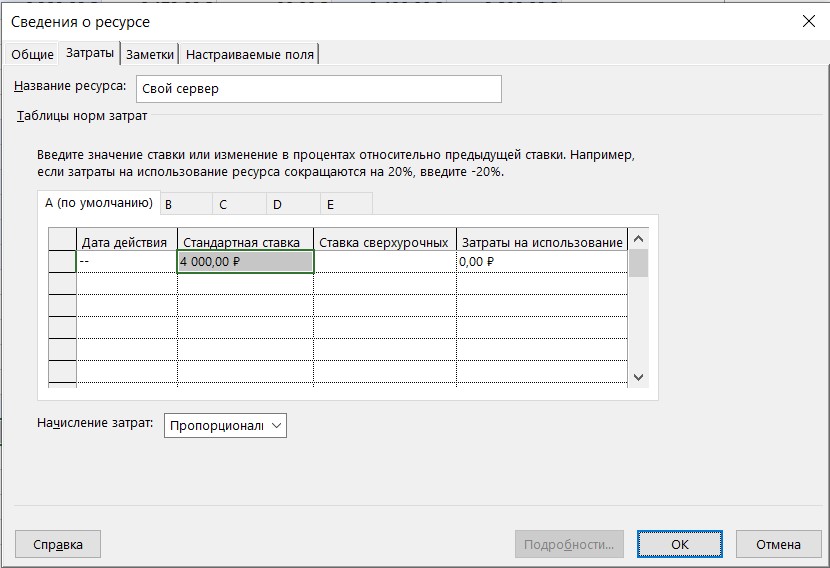 Сведения о ресурсе
Общие Затраты Заметки Настраиваемые поля
Название ресурса: Свой сервер
Таблицы норм затрат
Введите значение ставки или изменение в процентах относительно предыдущей ставки. Например,
если затраты на использование ресурса сокращаются на 20%, введите -20%.
A (по умолчанию) B C D E
Дата действия Стандартная ставка Ставка сверхурочных Затраты на использование
-- 4 000,00 ₽ 0,00 ₽
Начисление затрат: Пропорционалы
Справка Подробности... ОК Отмена